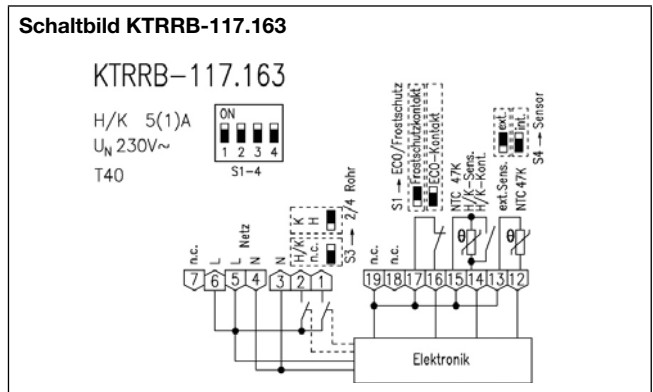 Schaltbild KTRRB-117.163
KTRRB-117.163
H/K 5(1)A
U_N 230V~
T40
ON
1 2 3 4
S1-4
S1 → ECO/Frostschutz
Frostschutzkontakt
ECO-Kontakt
NTC 47K
H/K-Sens.
H/K-Kont.
ext.Sens.
NTC 47K
ext.
int.
S4 → Sensor
K H
H/K n.c.
S3 → 2/4 Rohr
n.c.
L
Netz
L
N
N
n.c.
n.c.
θ
θ
7 6 5 4 3 2 1
19 18 17 16 15 14 13 12
Elektronik